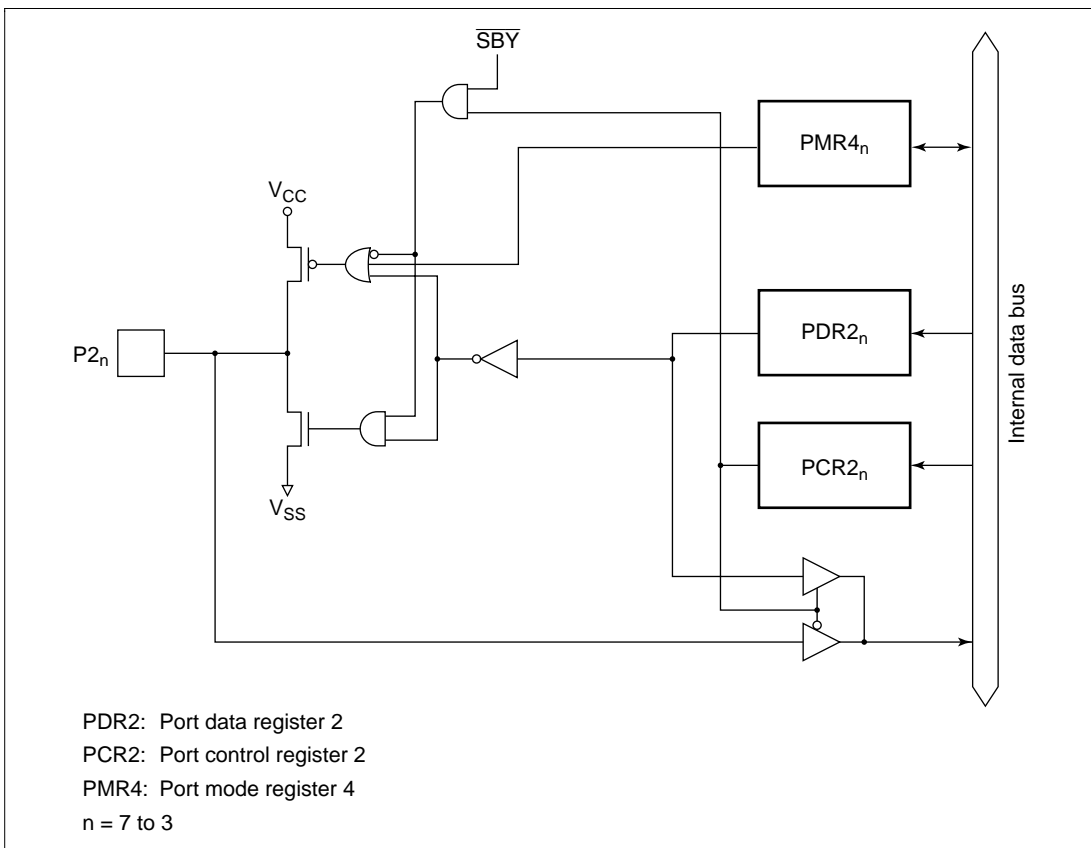 SBY
PMR4n
VCC
PDR2n
P2n
PCR2n
VSS
Internal data bus
PDR2: Port data register 2
PCR2: Port control register 2
PMR4: Port mode register 4
n = 7 to 3